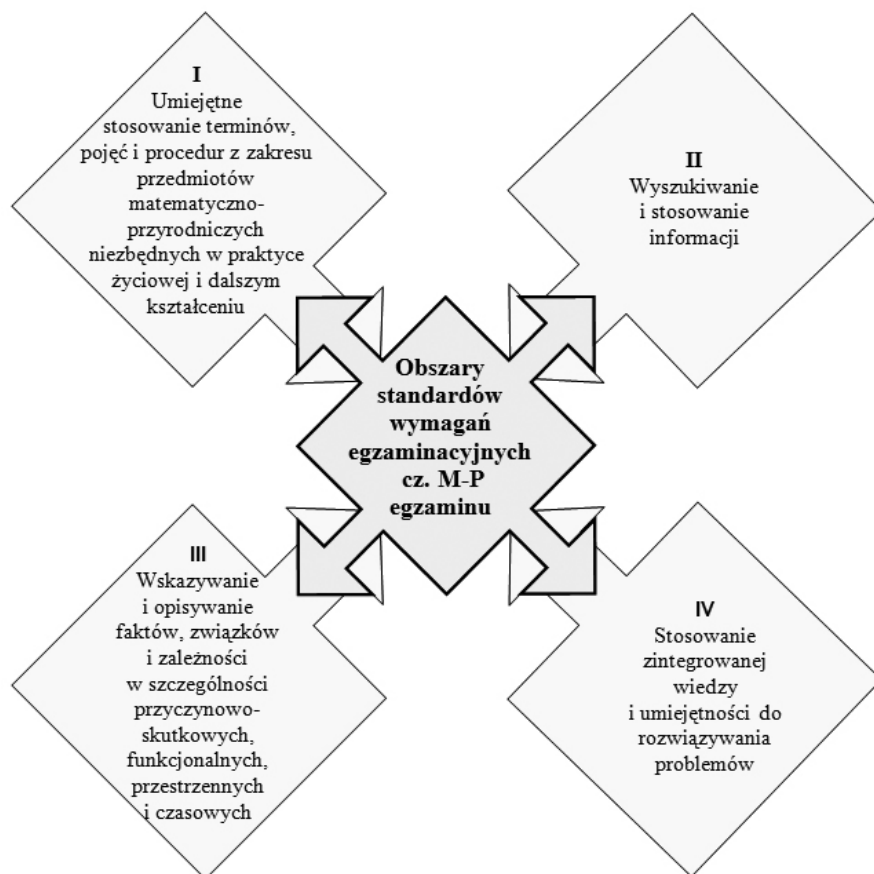 I
Umiejętne
stosowanie terminów,
pojęć i procedur z zakresu
przedmiotów
matematyczno-
przyrodniczych
niezbędnych w praktyce
życiowej i dalszym
kształceniu
II
Wyszukiwanie
i stosowanie
informacji
Obszary
standardów
wymagań
egzaminacyjnych
cz. M-P
egzaminu
III
Wskazywanie
i opisywanie
faktów, związków
i zależności
w szczególności
przyczynowo-
skutkowych,
funkcjonalnych,
przestrzennych
i czasowych
IV
Stosowanie
zintegrowanej
wiedzy
i umiejętności do
rozwiązywania
problemów